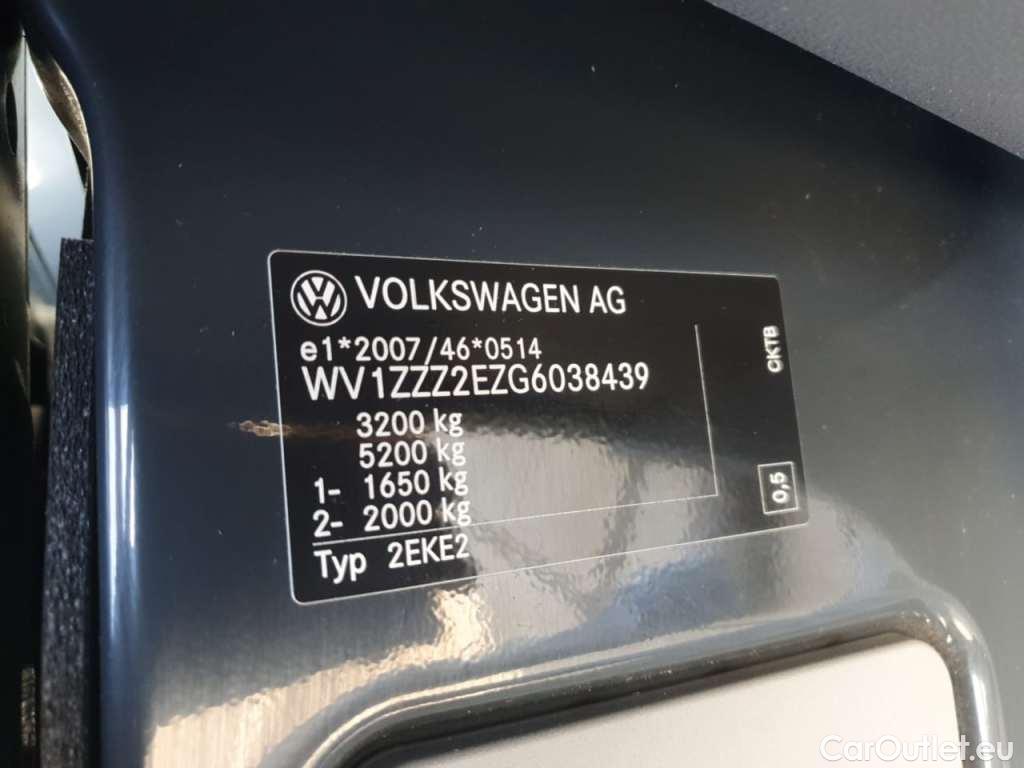 VOLKSWAGEN AG
e1*2007/46*0514
WV1ZZZ2EZG6038439
3200 kg
5200 kg
1- 1650 kg
2- 2000 kg
Typ 2EKE2
CKTB
0,5
CarOutlet.eu